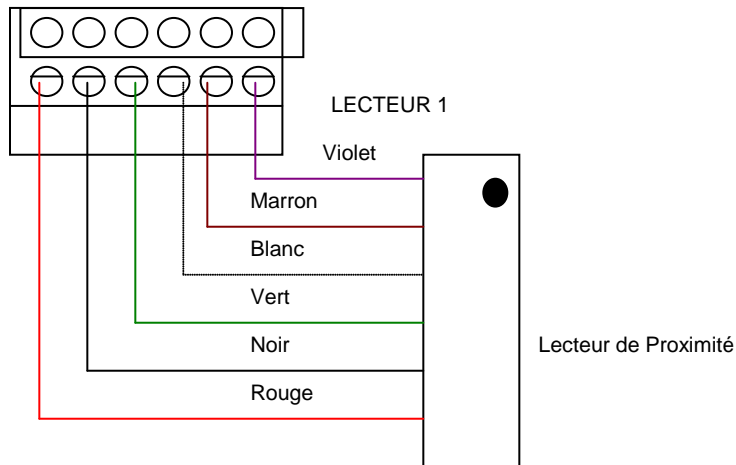 LECTEUR 1
Violet
Marron
Blanc
Vert
Noir
Lecteur de Proximité
Rouge